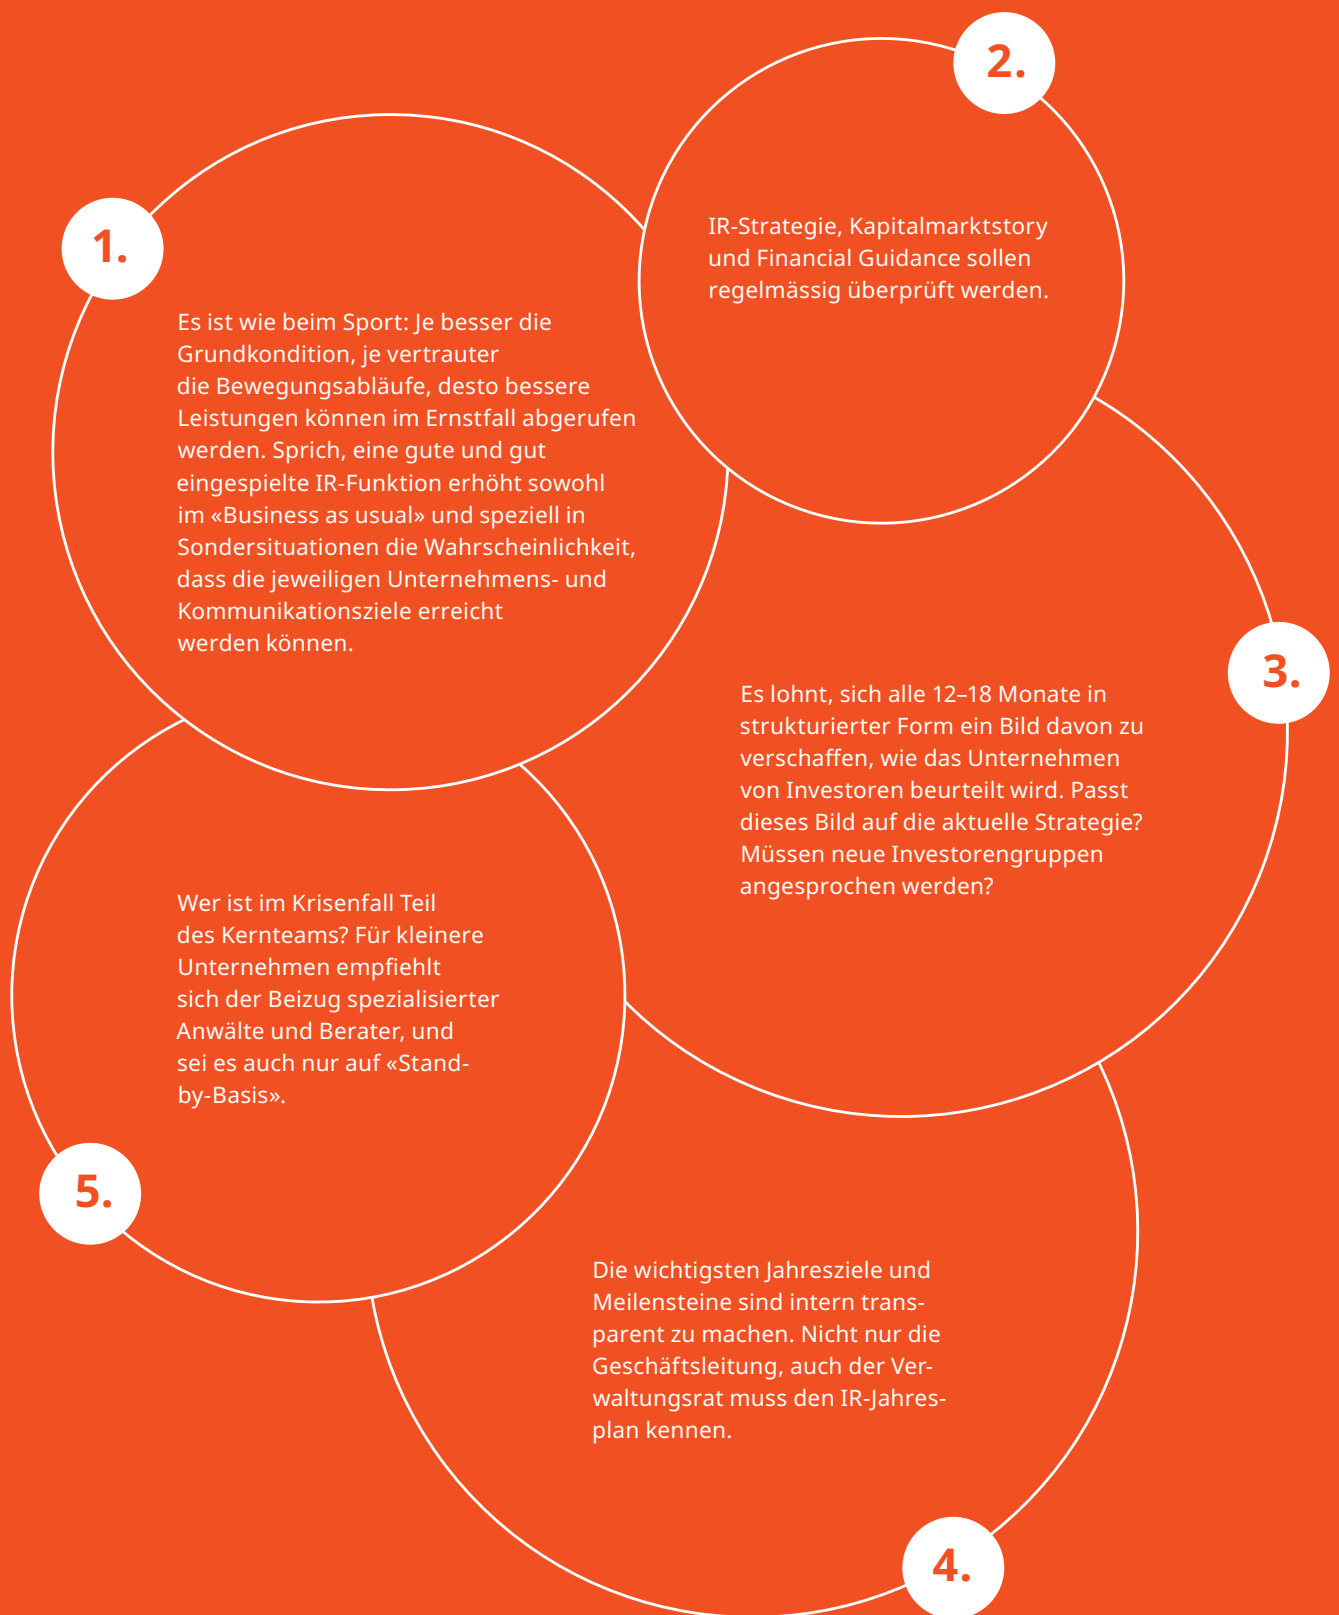 1.
Es ist wie beim Sport: Je besser die
Grundkondition, je vertrauter
die Bewegungsabläufe, desto bessere
Leistungen können im Ernstfall abgerufen
werden. Sprich, eine gute und gut
eingespielte IR-Funktion erhöht sowohl
im «Business as usual» und speziell in
Sondersituationen die Wahrscheinlichkeit,
dass die jeweiligen Unternehmens- und
Kommunikationsziele erreicht
werden können.
2.
IR-Strategie, Kapitalmarktstory
und Financial Guidance sollen
regelmässig überprüft werden.
3.
Es lohnt, sich alle 12–18 Monate in
strukturierter Form ein Bild davon zu
verschaffen, wie das Unternehmen
von Investoren beurteilt wird. Passt
dieses Bild auf die aktuelle Strategie?
Müssen neue Investorengruppen
angesprochen werden?
4.
Die wichtigsten Jahresziele und
Meilensteine sind intern trans-
parent zu machen. Nicht nur die
Geschäftsleitung, auch der Ver-
waltungsrat muss den IR-Jahres-
plan kennen.
5.
Wer ist im Krisenfall Teil
des Kernteams? Für kleinere
Unternehmen empfiehlt
sich der Beizug spezialisierter
Anwälte und Berater, und
sei es auch nur auf «Stand-
by-Basis».